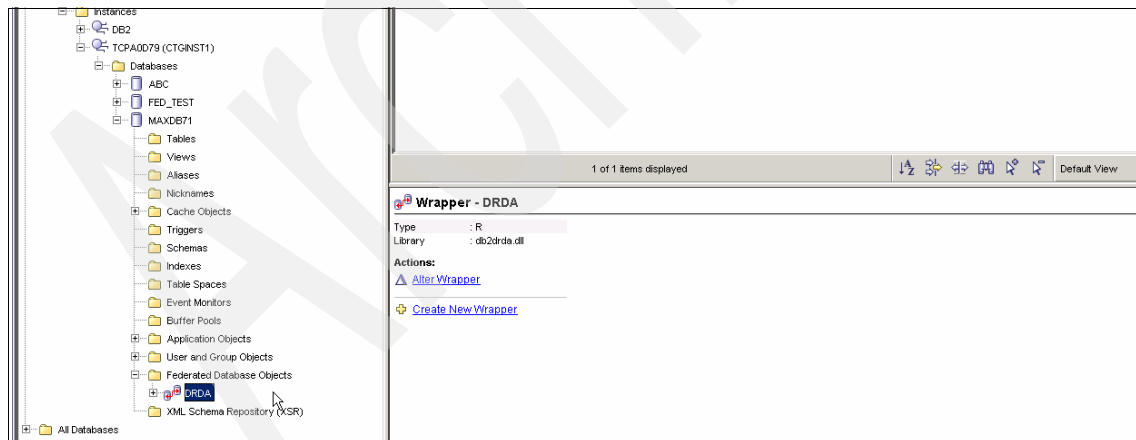 Instances
DB2
TCPA0D79 (CTGINST1)
Databases
ABC
FED_TEST
MAXDB71
Tables
Views
Aliases
Nicknames
Cache Objects
Triggers
Schemas
Indexes
Table Spaces
Event Monitors
Buffer Pools
Application Objects
User and Group Objects
Federated Database Objects
DRDA
XML Schema Repository (XSR)
All Databases
1 of 1 items displayed
Default View
Wrapper - DRDA
Type : R
Library : db2drda.dll
Actions:
Alter Wrapper
Create New Wrapper